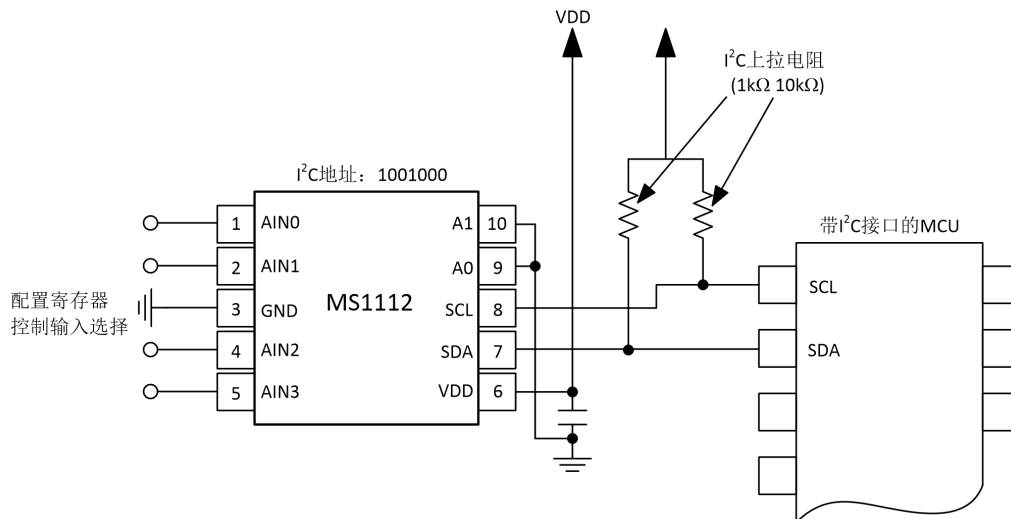 VDD
I²C上拉电阻
(1kΩ 10kΩ)
I²C地址：1001000
带I²C接口的MCU
配置寄存器
控制输入选择
1 AIN0
2 AIN1
3 GND
4 AIN2
5 AIN3
MS1112
A1 10
A0 9
SCL 8
SDA 7
VDD 6
SCL
SDA